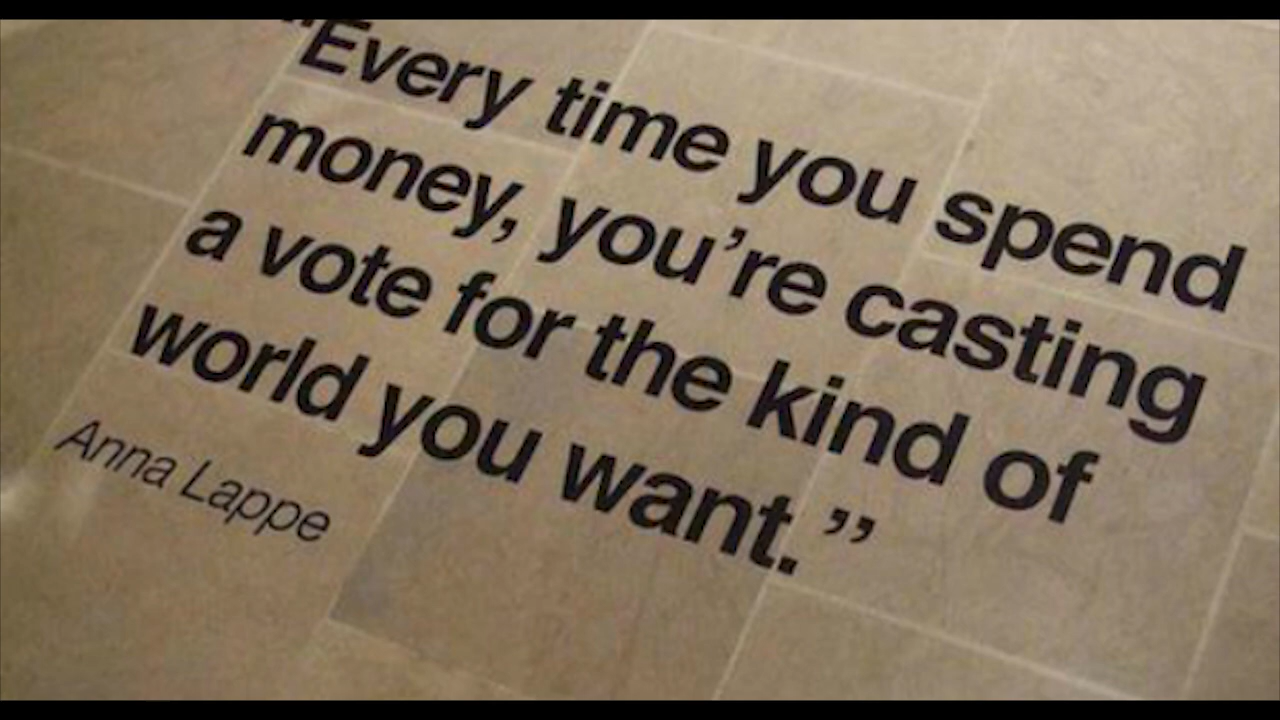 "Every time you spend
money, you’re casting
a vote for the kind of
world you want.”
Anna Lappe